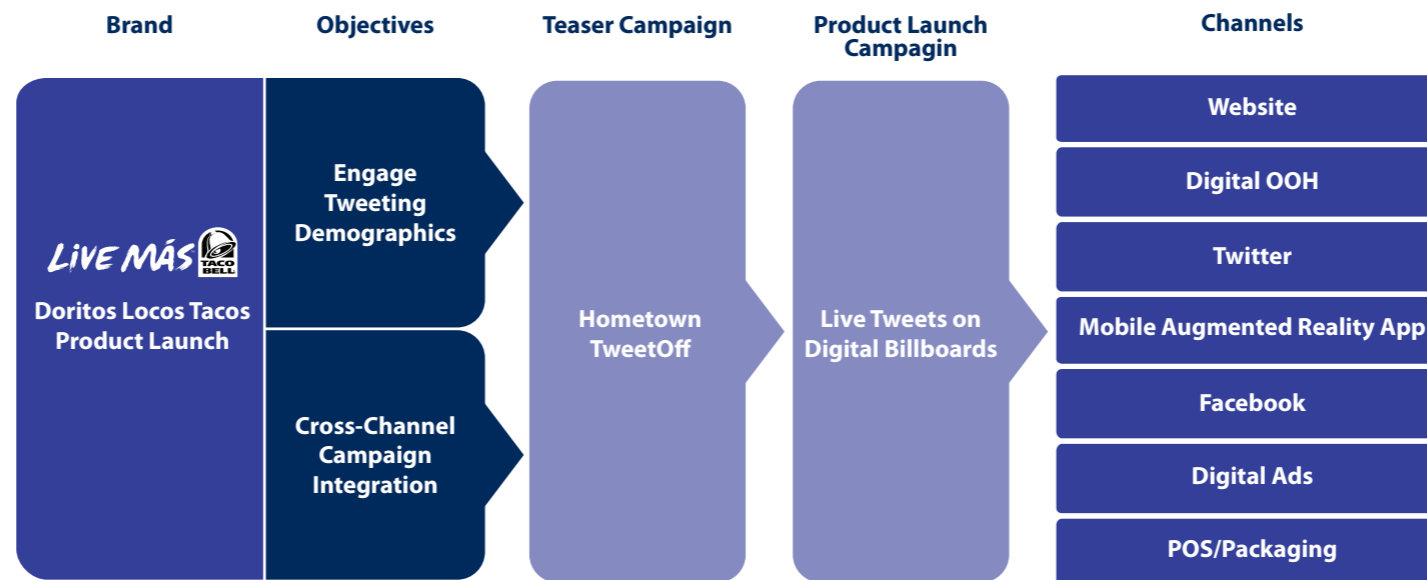 Brand
Objectives
Teaser Campaign
Product Launch
Campagin
Channels
LiVE MÁS
TACO
BELL
Doritos Locos Tacos
Product Launch
Engage
Tweeting
Demographics
Cross-Channel
Campaign
Integration
Hometown
TweetOff
Live Tweets on
Digital Billboards
Website
Digital OOH
Twitter
Mobile Augmented Reality App
Facebook
Digital Ads
POS/Packaging